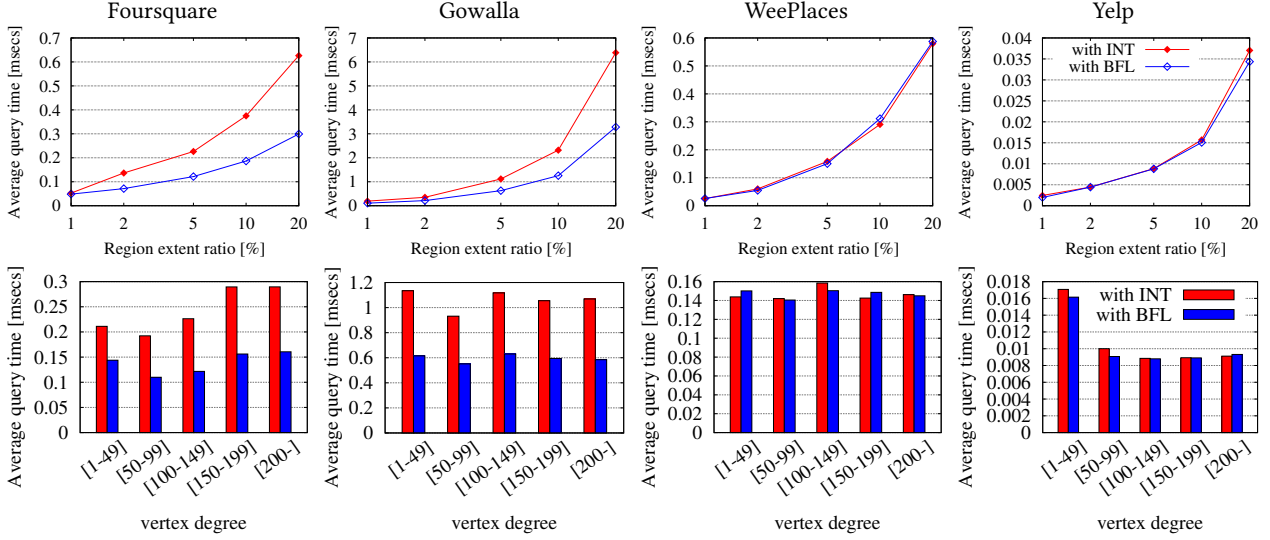 Foursquare
Average query time [msecs]
0.7
0.6
0.5
0.4
0.3
0.2
0.1
0
1 2 5 10 20
Region extent ratio [%]
Gowalla
Average query time [msecs]
7
6
5
4
3
2
1
0
1 2 5 10 20
Region extent ratio [%]
WeePlaces
Average query time [msecs]
0.6
0.5
0.4
0.3
0.2
0.1
0
1 2 5 10 20
Region extent ratio [%]
Yelp
Average query time [msecs]
0.04
0.035
0.03
0.025
0.02
0.015
0.01
0.005
0
with INT
with BFL
1 2 5 10 20
Region extent ratio [%]
Average query time [msecs]
0.3
0.25
0.2
0.15
0.1
0.05
0
[1-49] [50-99] [100-149] [150-199] [200-]
vertex degree
Average query time [msecs]
1.2
1
0.8
0.6
0.4
0.2
0
[1-49] [50-99] [100-149] [150-199] [200-]
vertex degree
Average query time [msecs]
0.16
0.14
0.12
0.1
0.08
0.06
0.04
0.02
0
[1-49] [50-99] [100-149] [150-199] [200-]
vertex degree
Average query time [msecs]
0.018
0.016
0.014
0.012
0.01
0.008
0.006
0.004
0.002
0
with INT
with BFL
[1-49] [50-99] [100-149] [150-199] [200-]
vertex degree